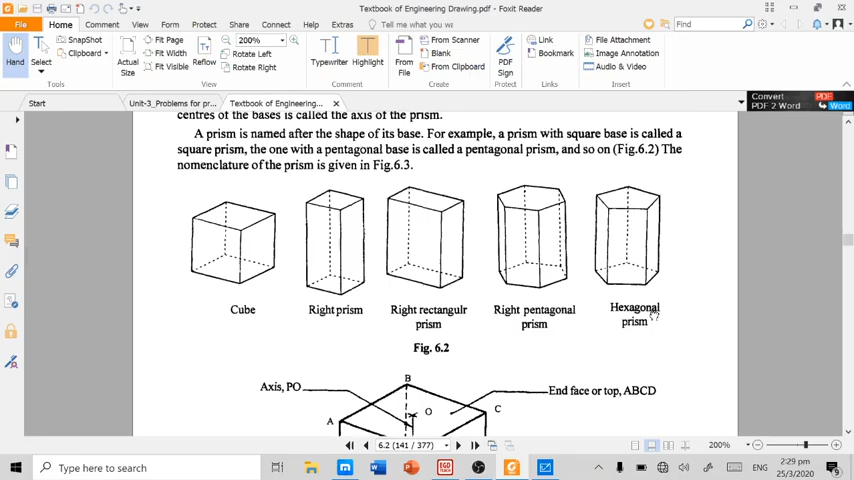 Textbook of Engineering Drawing.pdf - Foxit Reader
File Home Comment View Form Protect Share Connect Help Extras Tell me what you want... Find
Hand Select SnapShot Clipboard Actual Size Fit Page Fit Width Fit Visible Reflow 200% Rotate Left Rotate Right Typewriter Highlight From File From Scanner Blank From Clipboard PDF Sign Link Bookmark File Attachment Image Annotation Audio & Video
Tools View Comment Create Protect Insert
Start Unit-3_Problems for pr... Textbook of Engineering... Convert PDF PDF 2 Word Word
centres of the bases is called the axis of the prism.
A prism is named after the shape of its base. For example, a prism with square base is called a
square prism, the one with a pentagonal base is called a pentagonal prism, and so on (Fig.6.2) The
nomenclature of the prism is given in Fig.6.3.
Cube Right prism Right rectangulr Right pentagonal Hexagonal
prism prism prism
Fig. 6.2
B
Axis, PO End face or top, ABCD
O
C
A
6.2 (141 / 377) 200%
Type here to search ENG 2:29 pm
25/3/2020